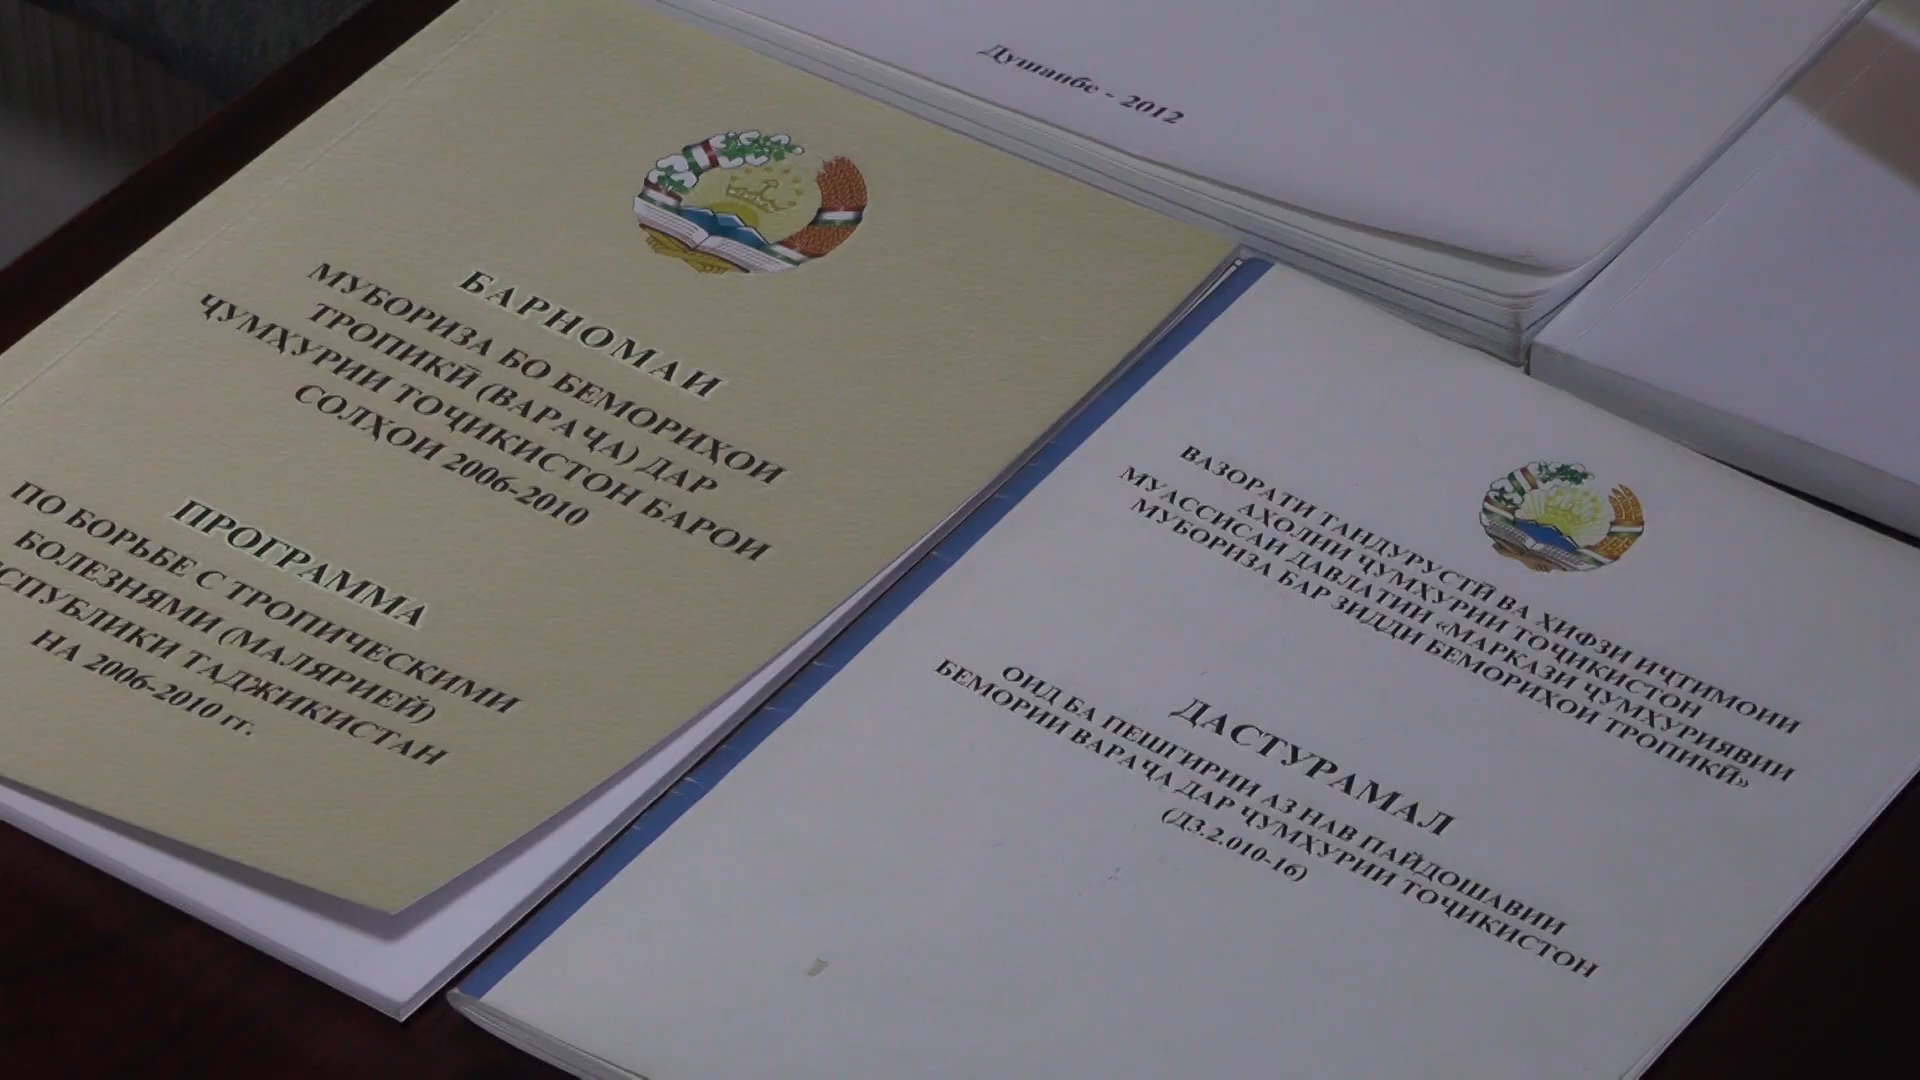 Душанбе - 2012
БАРНОМАИ
МУБОРИЗА БО БЕМОРИҲОИ
ТРОПИКӢ (ВАРАҶА) ДАР
ҶУМҲУРИИ ТОҶИКИСТОН БАРОИ
СОЛҲОИ 2006-2010
ПРОГРАММА
ПО БОРЬБЕ С ТРОПИЧЕСКИМИ
БОЛЕЗНЯМИ (МАЛЯРИЕЙ)
СПУБЛИКИ ТАДЖИКИСТАН
НА 2006-2010 гг.
ВАЗОРАТИ ТАНДУРУСТӢ ВА ҲИФЗИ ИҶТИМОИИ
АҲОЛИИ ҶУМҲУРИИ ТОҶИКИСТОН
МУАССИСАИ ДАВЛАТИИ «МАРКАЗИ ҶУМҲУРИЯВИИ
МУБОРИЗА БАР ЗИДДИ БЕМОРИҲОИ ТРОПИКӢ»
ДАСТУРАМАЛ
ОИД БА ПЕШГИРИИ АЗ НАВ ПАЙДОШАВИИ
БЕМОРИИ ВАРАҶА ДАР ҶУМҲУРИИ ТОҶИКИСТОН
(ДЗ.2.010-16)